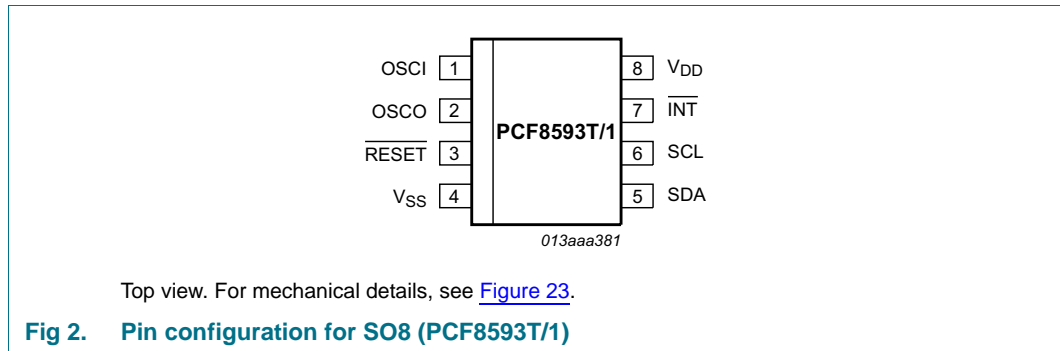 OSCI 1 8 VDD
OSCO 2 7 INT
PCF8593T/1
RESET 3 6 SCL
VSS 4 5 SDA
013aaa381
Top view. For mechanical details, see Figure 23.
Fig 2. Pin configuration for SO8 (PCF8593T/1)